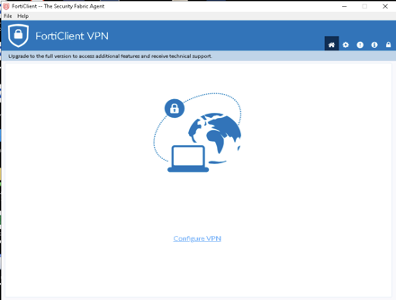 FortiClient -- The Security Fabric Agent
File Help
FortiClient VPN
Upgrade to the full version to access additional features and receive technical support.
Configure VPN